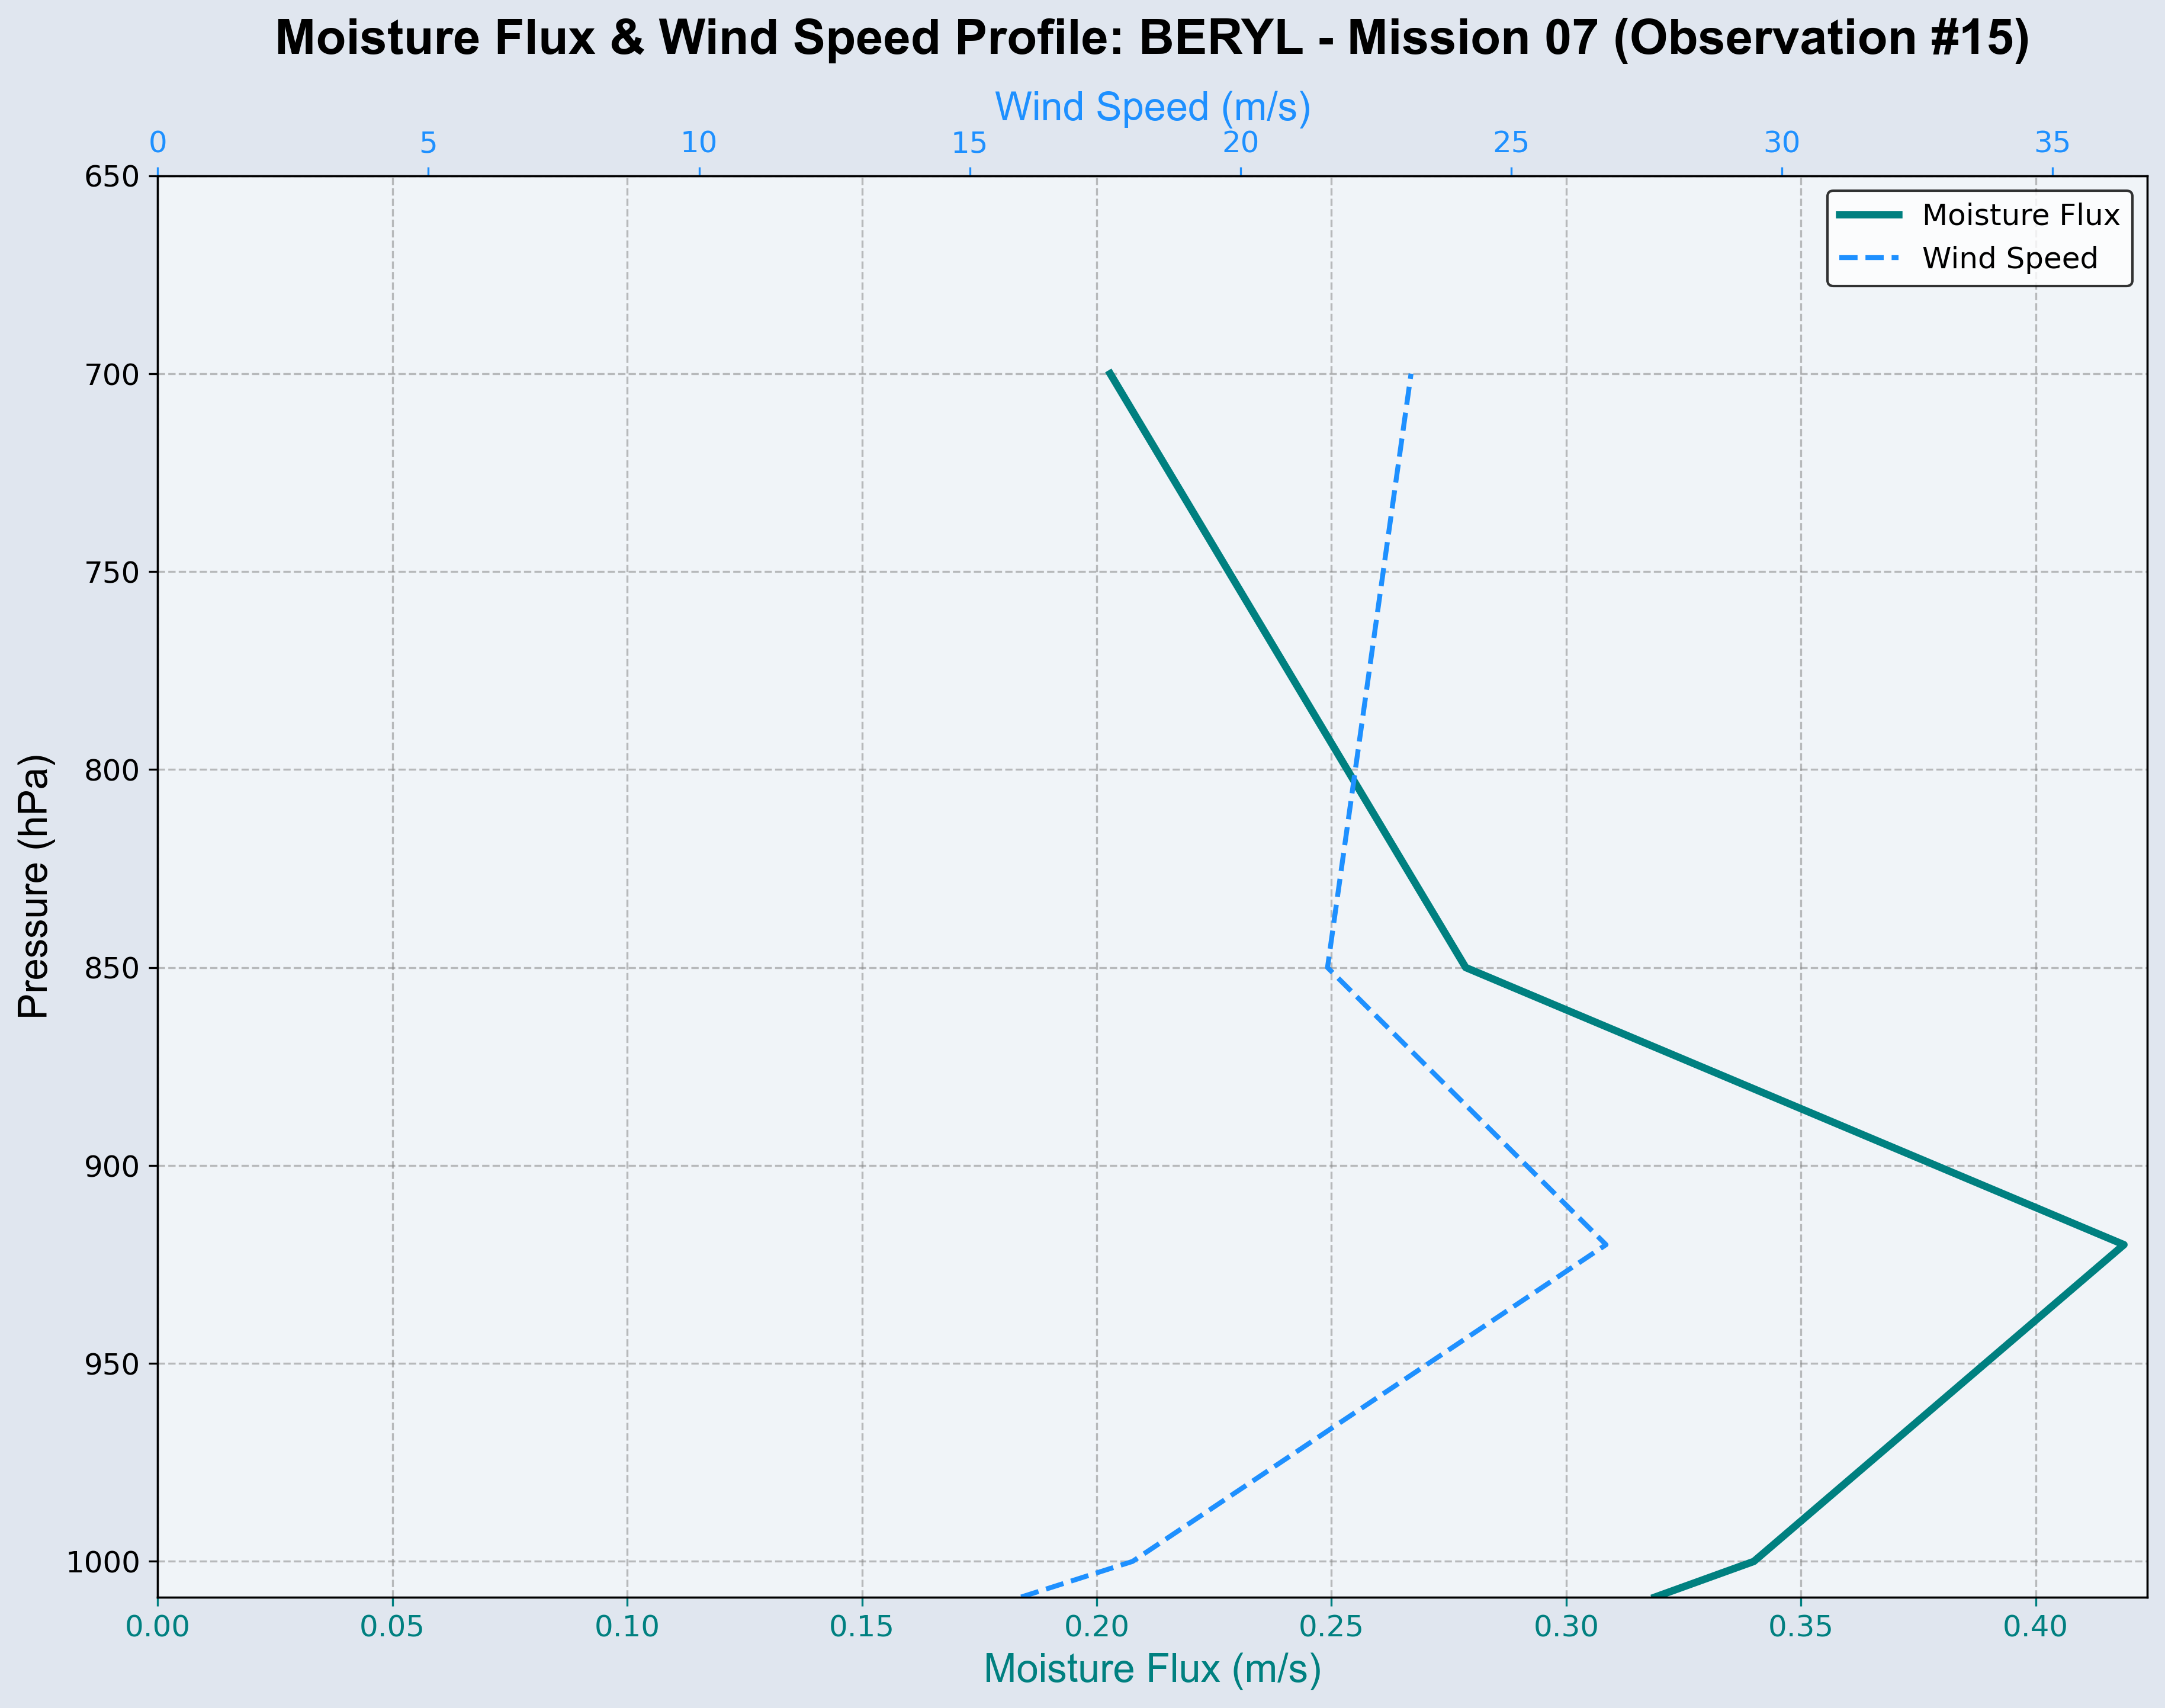 Moisture Flux & Wind Speed Profile: BERYL - Mission 07 (Observation #15)
Wind Speed (m/s)
0 5 10 15 20 25 30 35
Moisture Flux
Wind Speed
Pressure (hPa)
650
700
750
800
850
900
950
1000
0.00 0.05 0.10 0.15 0.20 0.25 0.30 0.35 0.40
Moisture Flux (m/s)